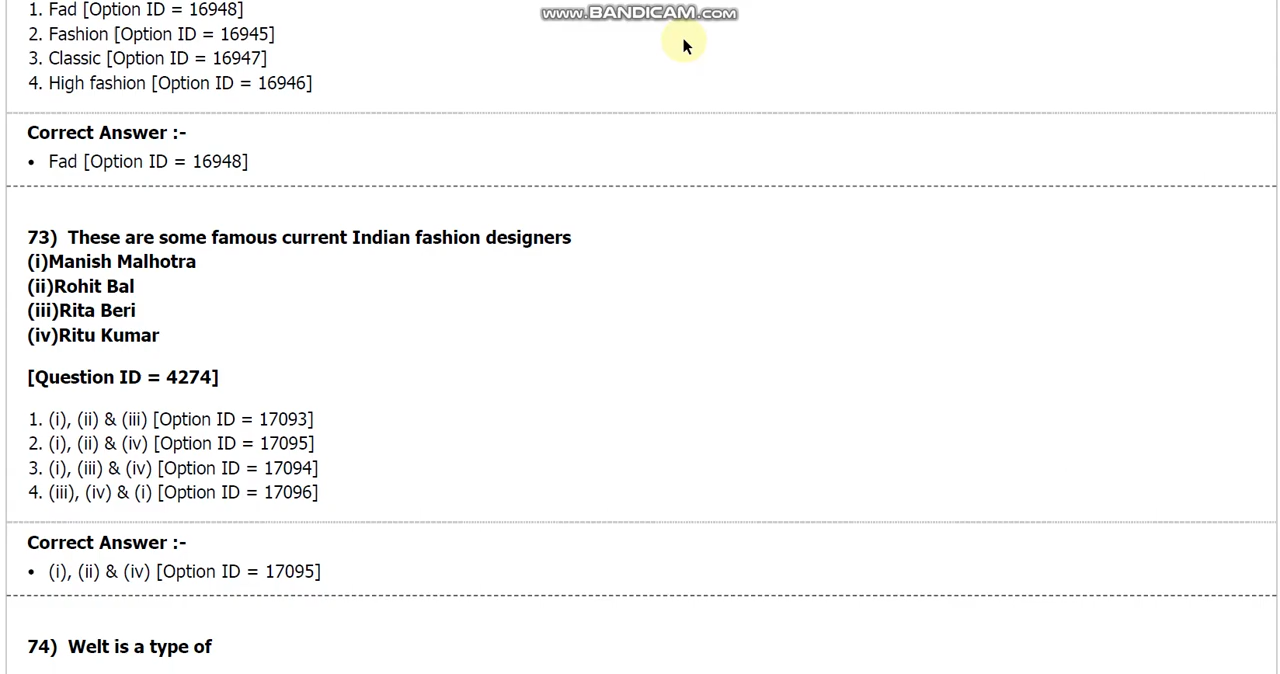 1. Fad [Option ID = 16948]
www.BANDICAM.com
2. Fashion [Option ID = 16945]
3. Classic [Option ID = 16947]
4. High fashion [Option ID = 16946]
Correct Answer :-
• Fad [Option ID = 16948]
73) These are some famous current Indian fashion designers
(i)Manish Malhotra
(ii)Rohit Bal
(iii)Rita Beri
(iv)Ritu Kumar
[Question ID = 4274]
1. (i), (ii) & (iii) [Option ID = 17093]
2. (i), (ii) & (iv) [Option ID = 17095]
3. (i), (iii) & (iv) [Option ID = 17094]
4. (iii), (iv) & (i) [Option ID = 17096]
Correct Answer :-
• (i), (ii) & (iv) [Option ID = 17095]
74) Welt is a type of